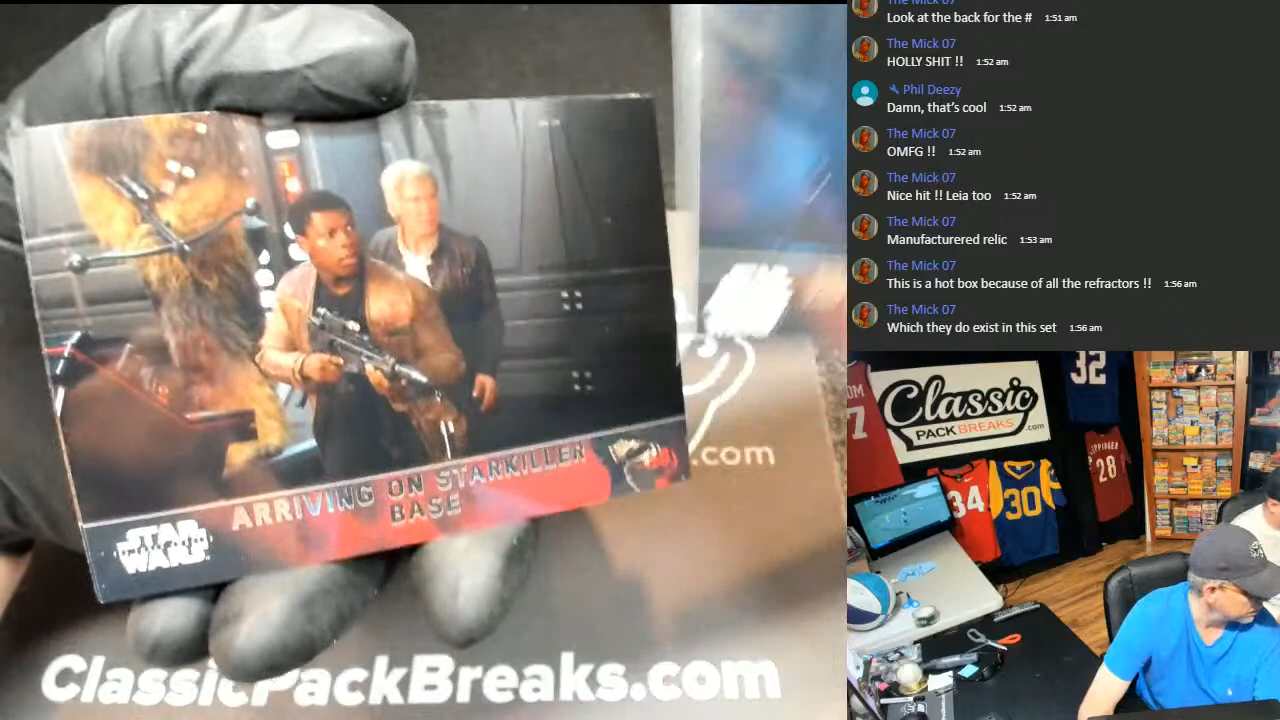 ARRIVING ON STARKILLER
BASE
STAR
WARS
.com
ClassicPackBreaks.com
The Mick 07
Look at the back for the # 1:51 am
The Mick 07
HOLLY SHIT !! 1:52 am
Phil Deezy
Damn, that's cool 1:52 am
The Mick 07
OMFG !! 1:52 am
The Mick 07
Nice hit !! Leia too 1:52 am
The Mick 07
Manufacturered relic 1:53 am
The Mick 07
This is a hot box because of all the refractors !! 1:56 am
The Mick 07
Which they do exist in this set 1:56 am
Classic
PACK BREAKS .com
32
7
34
30
28